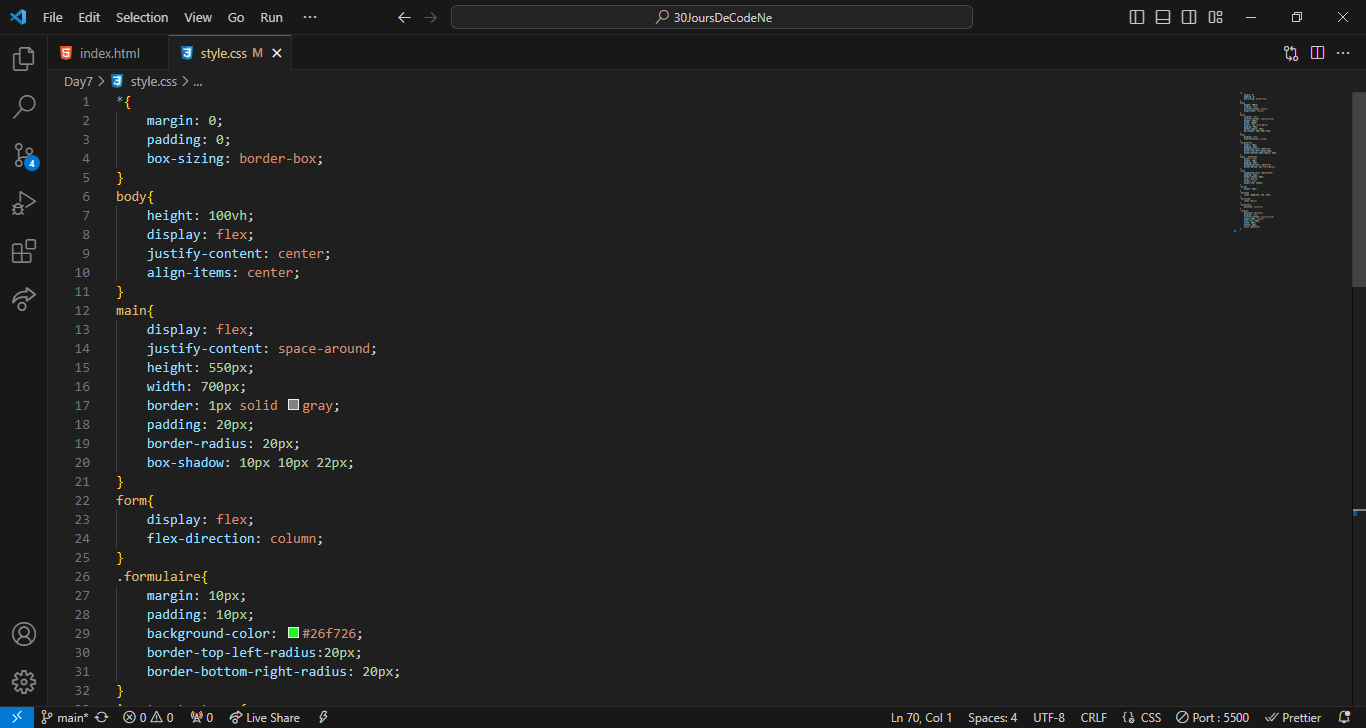 File Edit Selection View Go Run ··· 30JoursDeCodeNe
index.html style.css M
Day7 > style.css > ...
1 *{
2 margin: 0;
3 padding: 0;
4 box-sizing: border-box;
5 }
6 body{
7 height: 100vh;
8 display: flex;
9 justify-content: center;
10 align-items: center;
11 }
12 main{
13 display: flex;
14 justify-content: space-around;
15 height: 550px;
16 width: 700px;
17 border: 1px solid gray;
18 padding: 20px;
19 border-radius: 20px;
20 box-shadow: 10px 10px 22px;
21 }
22 form{
23 display: flex;
24 flex-direction: column;
25 }
26 .formulaire{
27 margin: 10px;
28 padding: 10px;
29 background-color: #26f726;
30 border-top-left-radius:20px;
31 border-bottom-right-radius: 20px;
32 }
4
main* 0 0 0 Live Share Ln 70, Col 1 Spaces: 4 UTF-8 CRLF {} CSS Port : 5500 Prettier